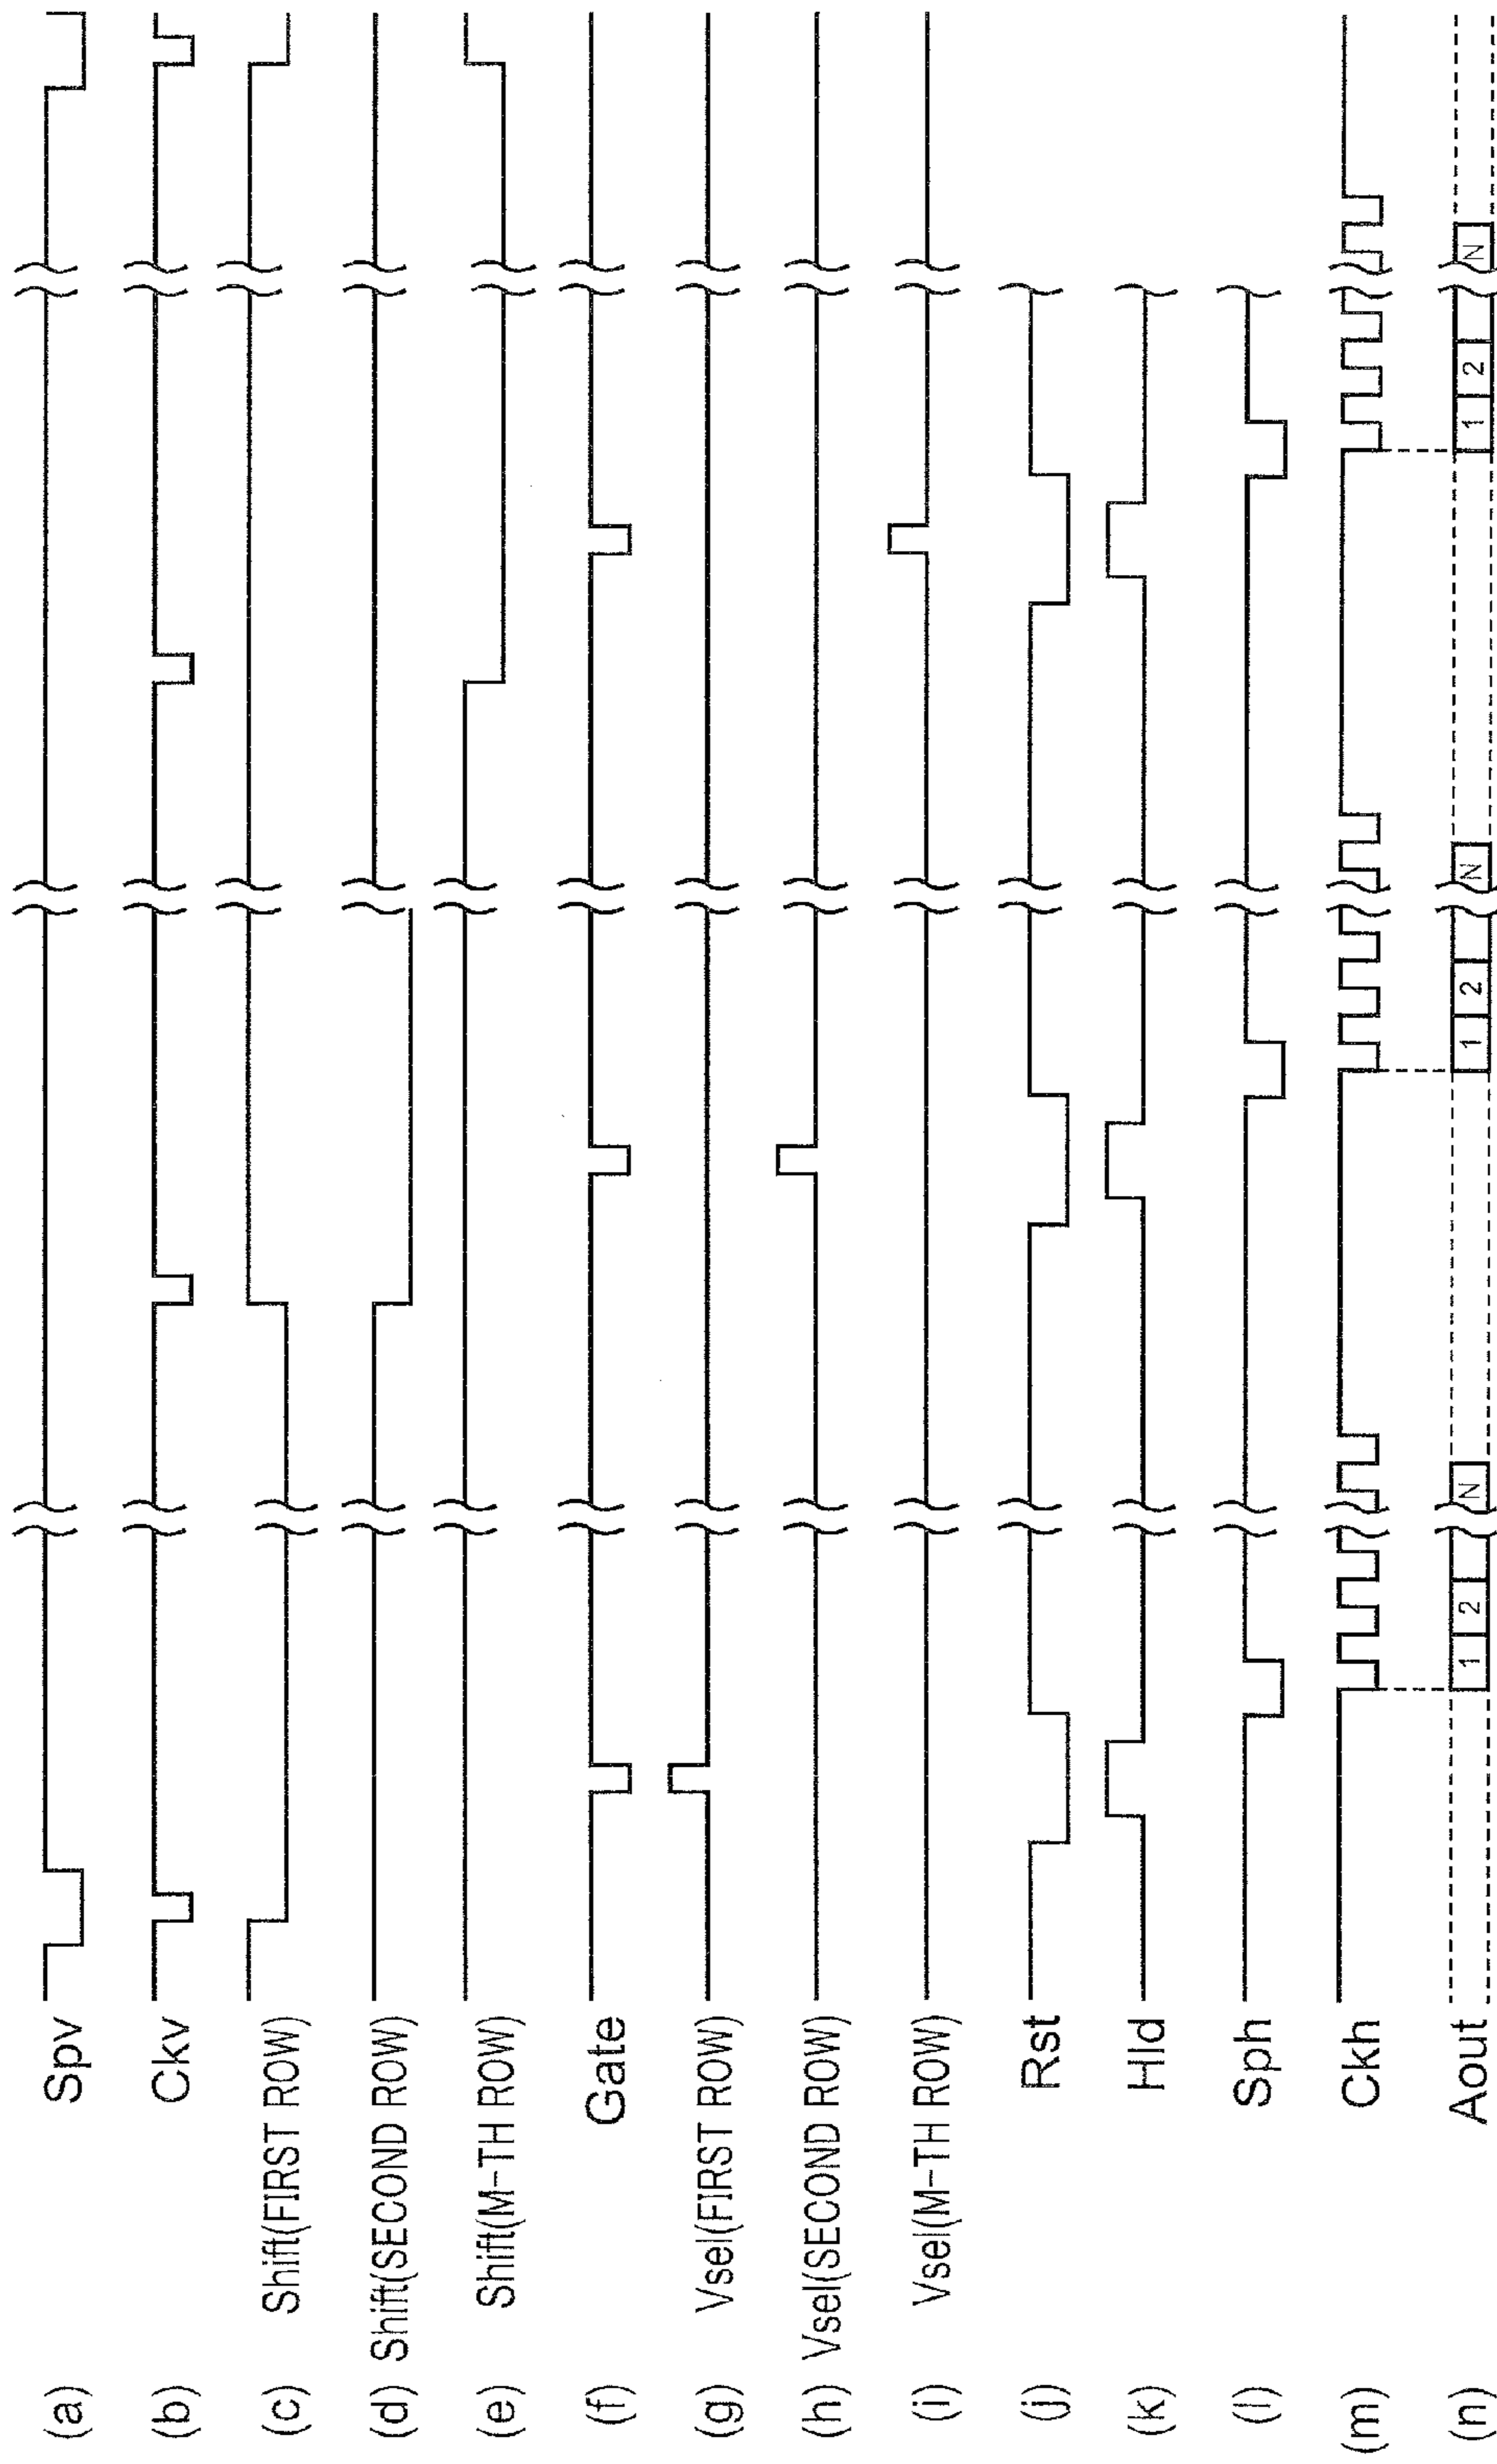 (a) Spv
(b) Ckv
(c) Shift(FIRST ROW)
(d) Shift(SECOND ROW)
(e) Shift(M-TH ROW)
(f) Gate
(g) Vsel(FIRST ROW)
(h) Vsel(SECOND ROW)
(i) Vsel(M-TH ROW)
(j) Rst
(k) Hld
(l) Sph
(m) Ckh
(n) Aout 1 2 N 1 2 N 1 2 N